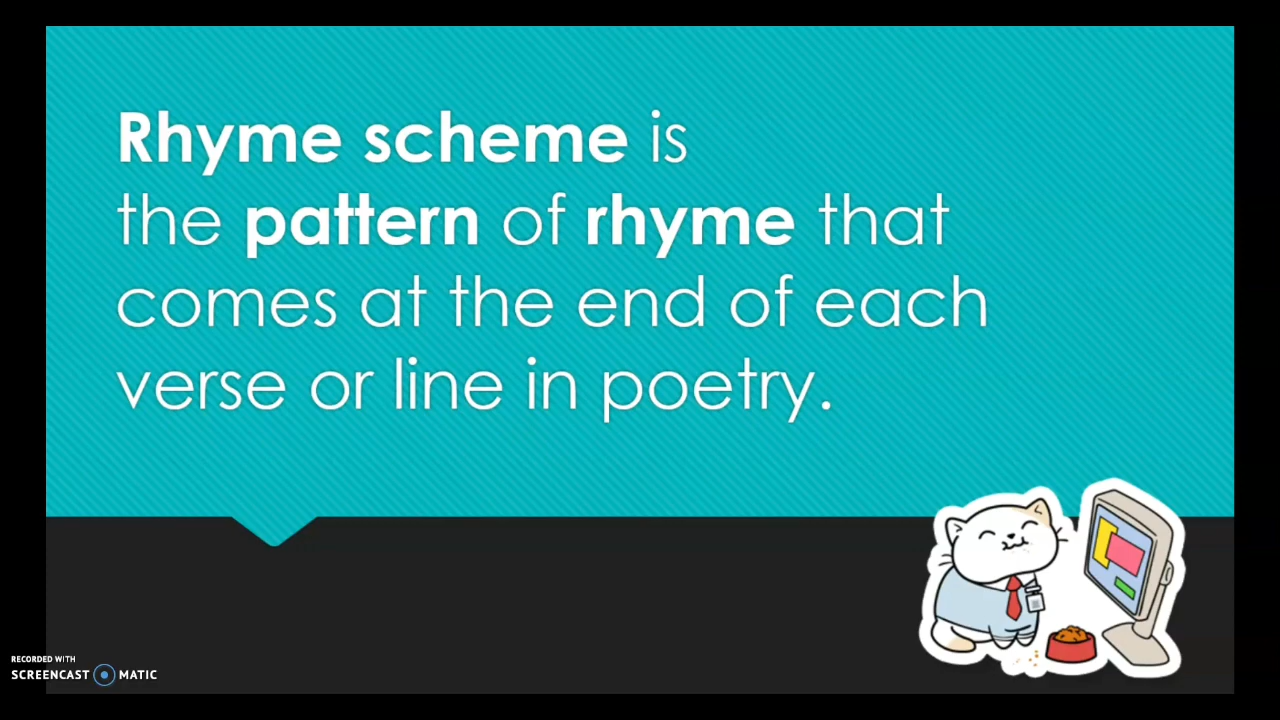 Rhyme scheme is
the pattern of rhyme that
comes at the end of each
verse or line in poetry.
RECORDED WITH
SCREENCAST MATIC